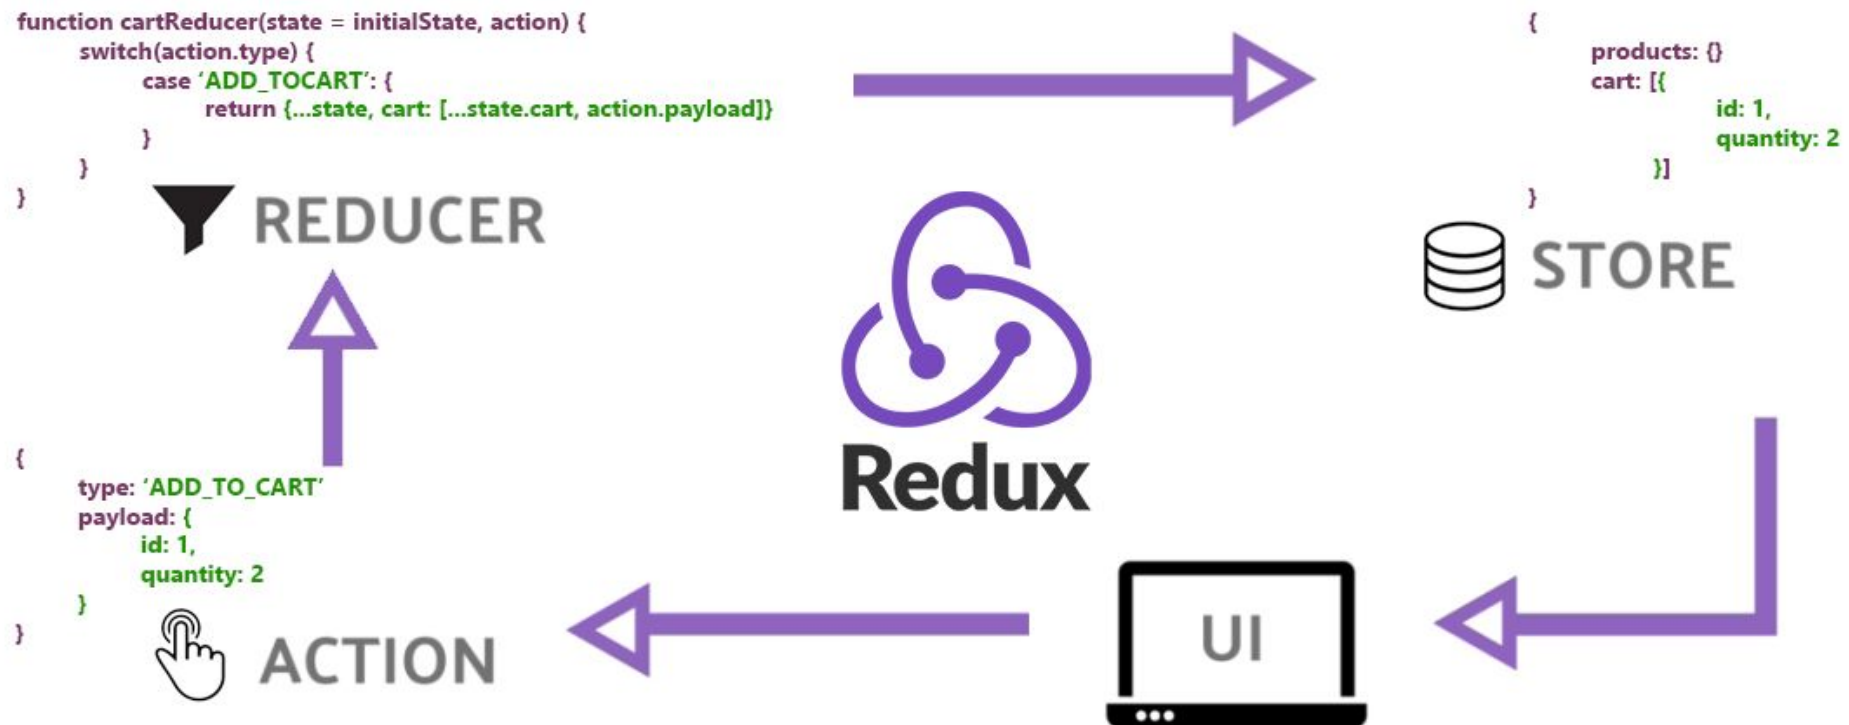 function cartReducer(state = initialState, action) {
switch(action.type) {
case ‘ADD_TOCART’: {
return {...state, cart: [...state.cart, action.payload]}
}
}
}
REDUCER
{
products: {}
cart: [{
id: 1,
quantity: 2
}]
}
STORE
Redux
{
type: ‘ADD_TO_CART’
payload: {
id: 1,
quantity: 2
}
}
ACTION
UI